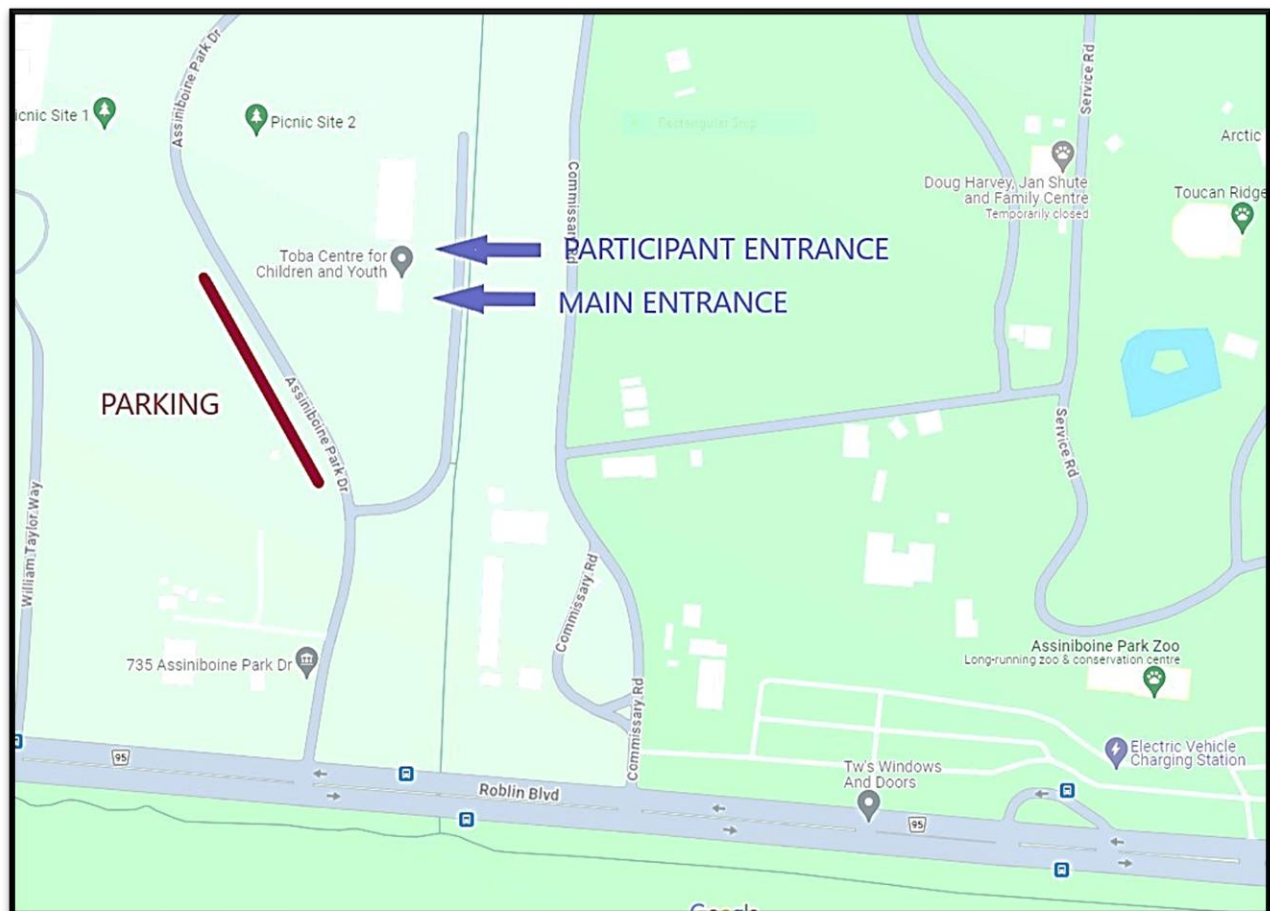 Assiniboine Park Dr
Service Rd
icnic Site 1
Picnic Site 2
Rectangular Snip
Arctic
Commissary Rd
Doug Harvey, Jan Shute
and Family Centre
Temporarily closed
Toucan Ridge
Toba Centre for
Children and Youth
PARTICIPANT ENTRANCE
MAIN ENTRANCE
PARKING
Assiniboine Park Dr
Service Rd
William Taylor Way
Commissary Rd
735 Assiniboine Park Dr
Assiniboine Park Zoo
Long-running zoo & conservation centre
Commissary Rd
Electric Vehicle
Charging Station
95
Tw's Windows
And Doors
Roblin Blvd
95
Google